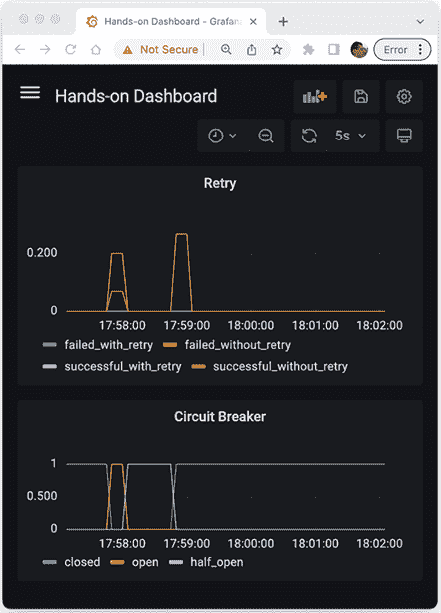 Hands-on Dashboard - Grafan
Not Secure
Error
Hands-on Dashboard
5s
Retry
0.200
0
17:58:00 17:59:00 18:00:00 18:01:00 18:02:00
failed_with_retry failed_without_retry
successful_with_retry successful_without_retry
Circuit Breaker
1
0.500
0
17:58:00 17:59:00 18:00:00 18:01:00 18:02:00
closed open half_open